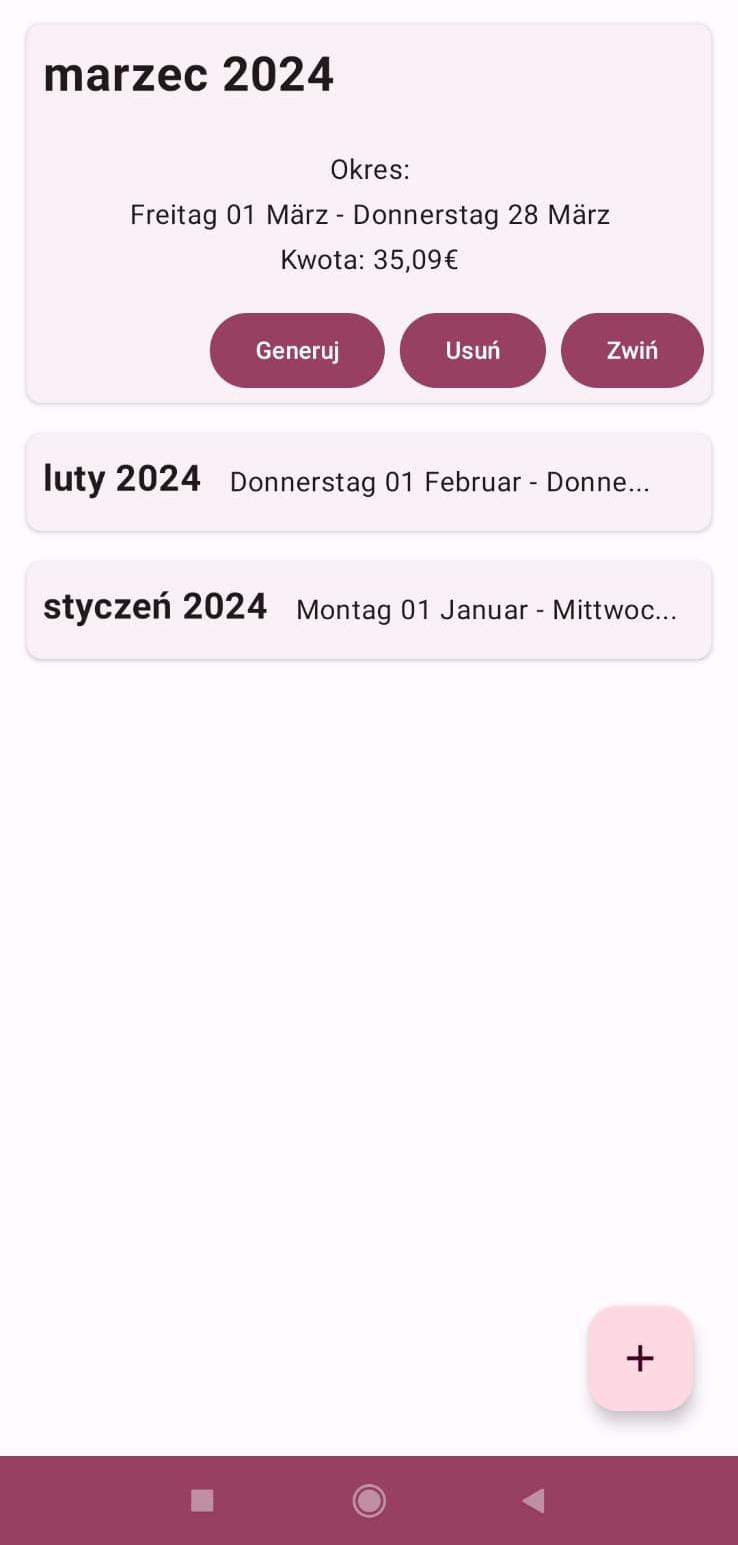 marzec 2024
Okres:
Freitag 01 März - Donnerstag 28 März
Kwota: 35,09€
Generuj Usuń Zwiń
luty 2024 Donnerstag 01 Februar - Donne...
styczeń 2024 Montag 01 Januar - Mittwoc...
+